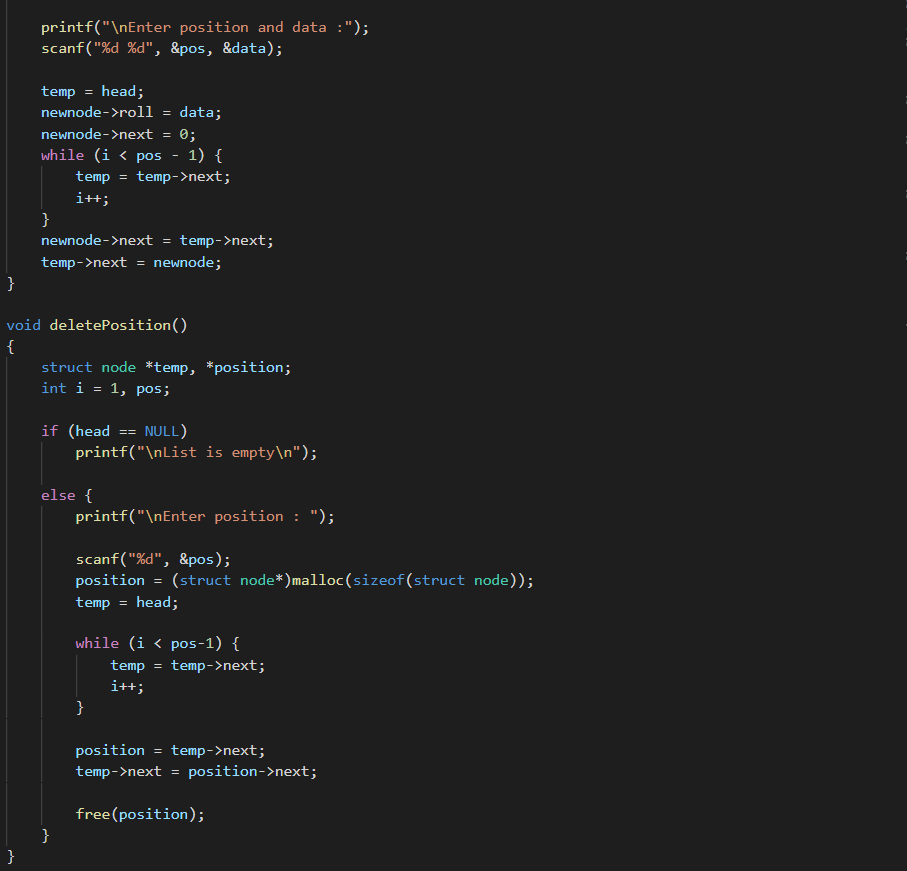 printf("\nEnter position and data :");
scanf("%d %d", &pos, &data);
temp = head;
newnode->roll = data;
newnode->next = 0;
while (i < pos - 1) {
temp = temp->next;
i++;
}
newnode->next = temp->next;
temp->next = newnode;
}
void deletePosition()
{
struct node *temp, *position;
int i = 1, pos;
if (head == NULL)
printf("\nList is empty\n");
else {
printf("\nEnter position : ");
scanf("%d", &pos);
position = (struct node*)malloc(sizeof(struct node));
temp = head;
while (i < pos-1) {
temp = temp->next;
i++;
}
position = temp->next;
temp->next = position->next;
free(position);
}
}